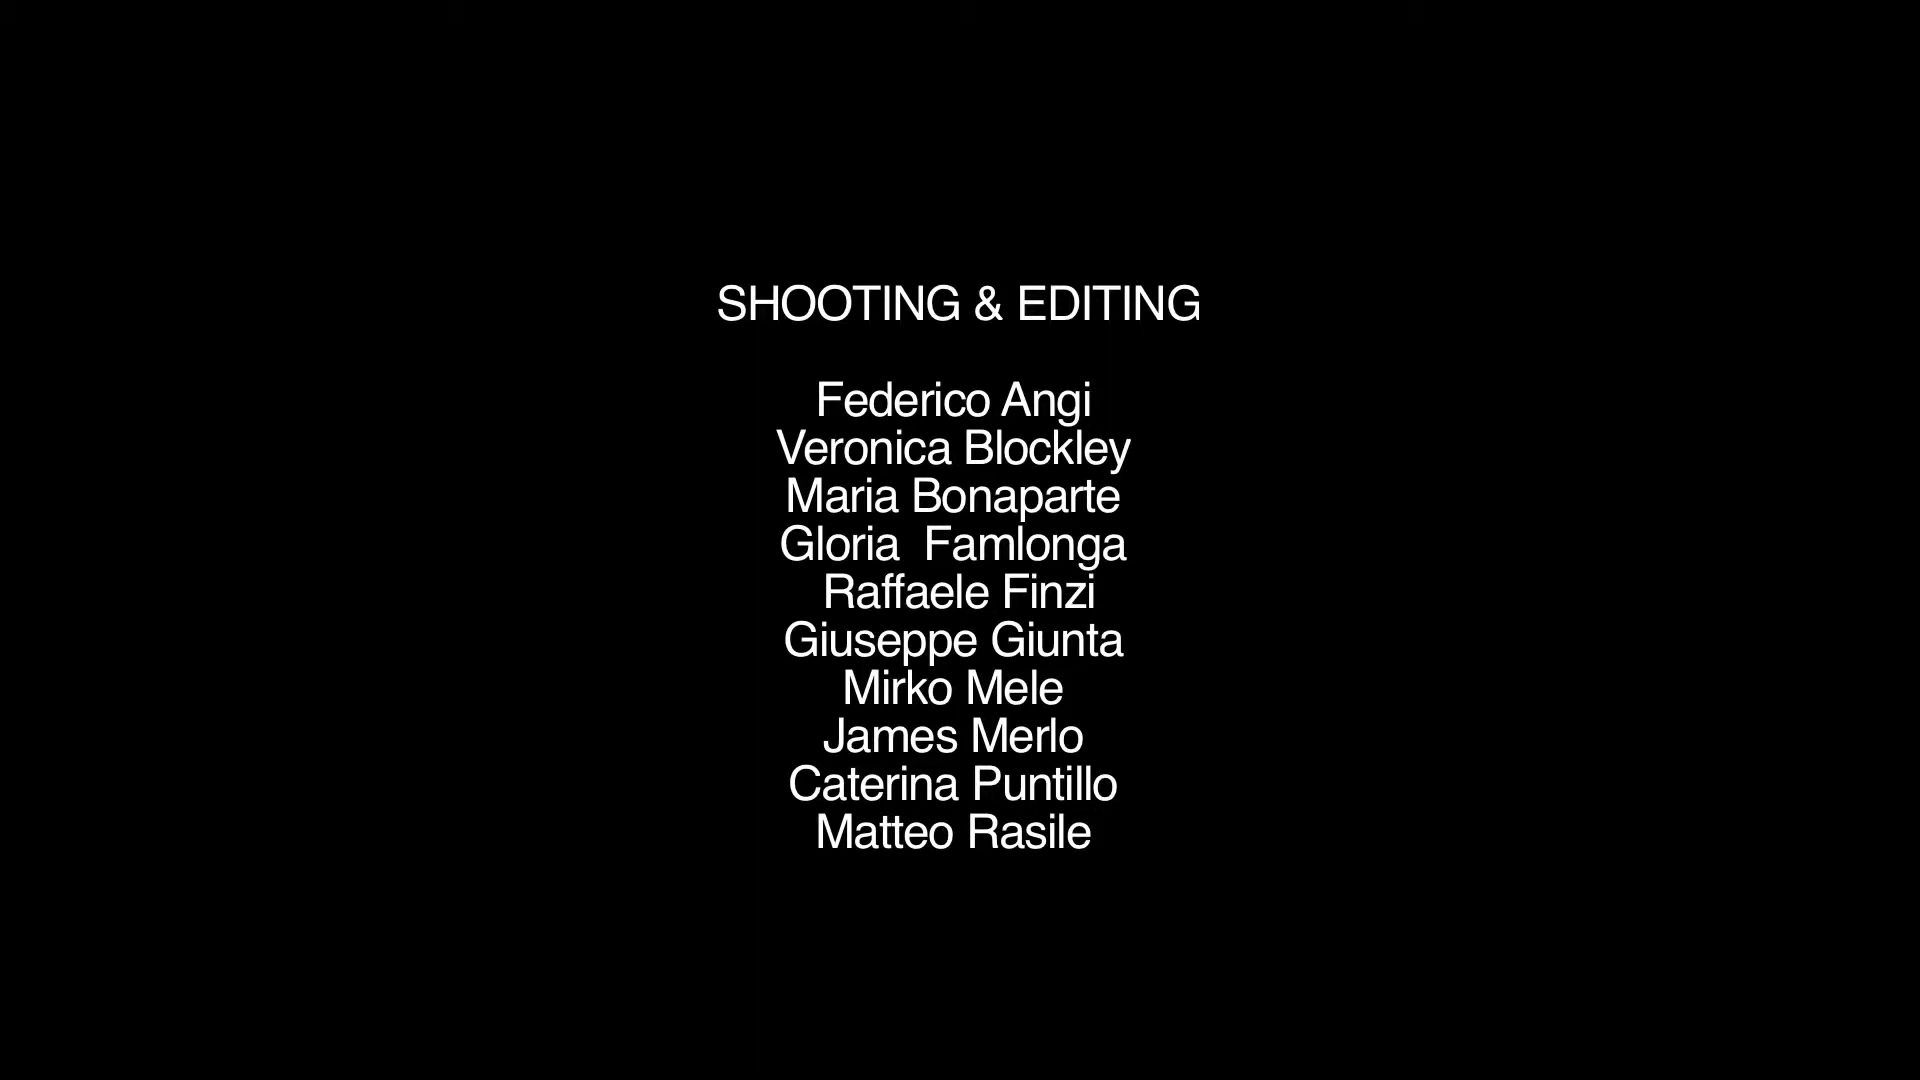 SHOOTING & EDITING
Federico Angi
Veronica Blockley
Maria Bonaparte
Gloria  Famlonga
Raffaele Finzi
Giuseppe Giunta
Mirko Mele
James Merlo
Caterina Puntillo
Matteo Rasile